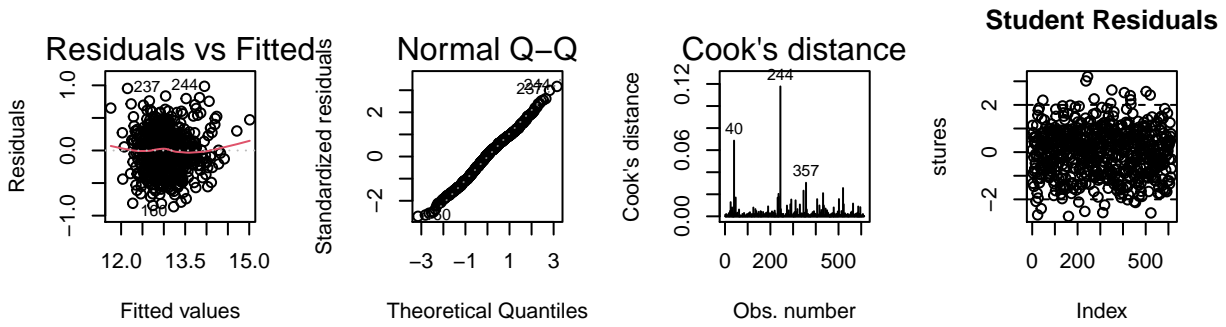 Residuals vs Fitted
Residuals
1.0
0.0
−1.0
237
244
160
12.0 13.5 15.0
Fitted values
Normal Q−Q
Standardized residuals
2
0
−2
244
−3 −1 1 3
Theoretical Quantiles
Cook's distance
Cook's distance
0.12
0.06
0.00
40
244
357
0 200 500
Obs. number
Student Residuals
stures
2
0
−2
0 200 500
Index